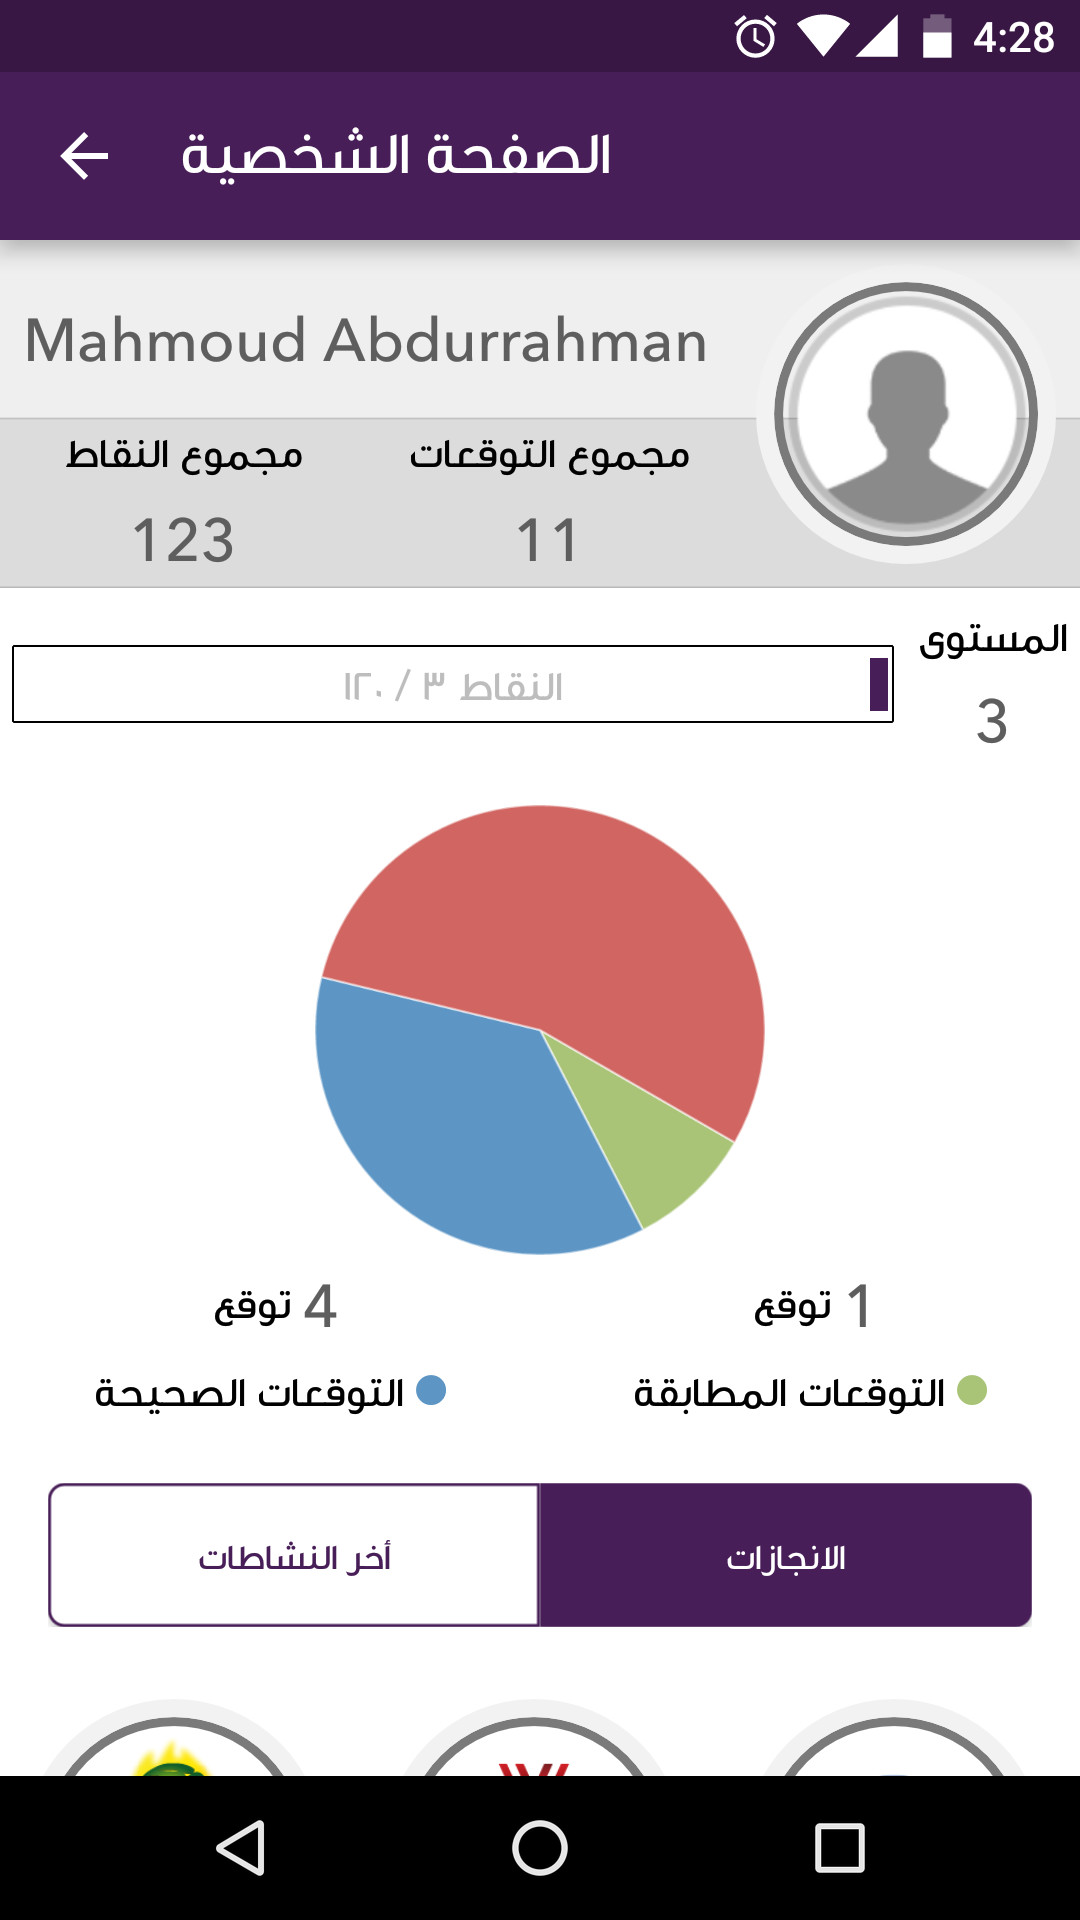 4:28
الصفحة الشخصية
Mahmoud Abdurrahman
مجموع التوقعات
مجموع النقاط
11
123
المستوى
3
النقاط ٣ / ١٢٠
1 توقع
4 توقع
التوقعات المطابقة
التوقعات الصحيحة
الانجازات
أخر النشاطات